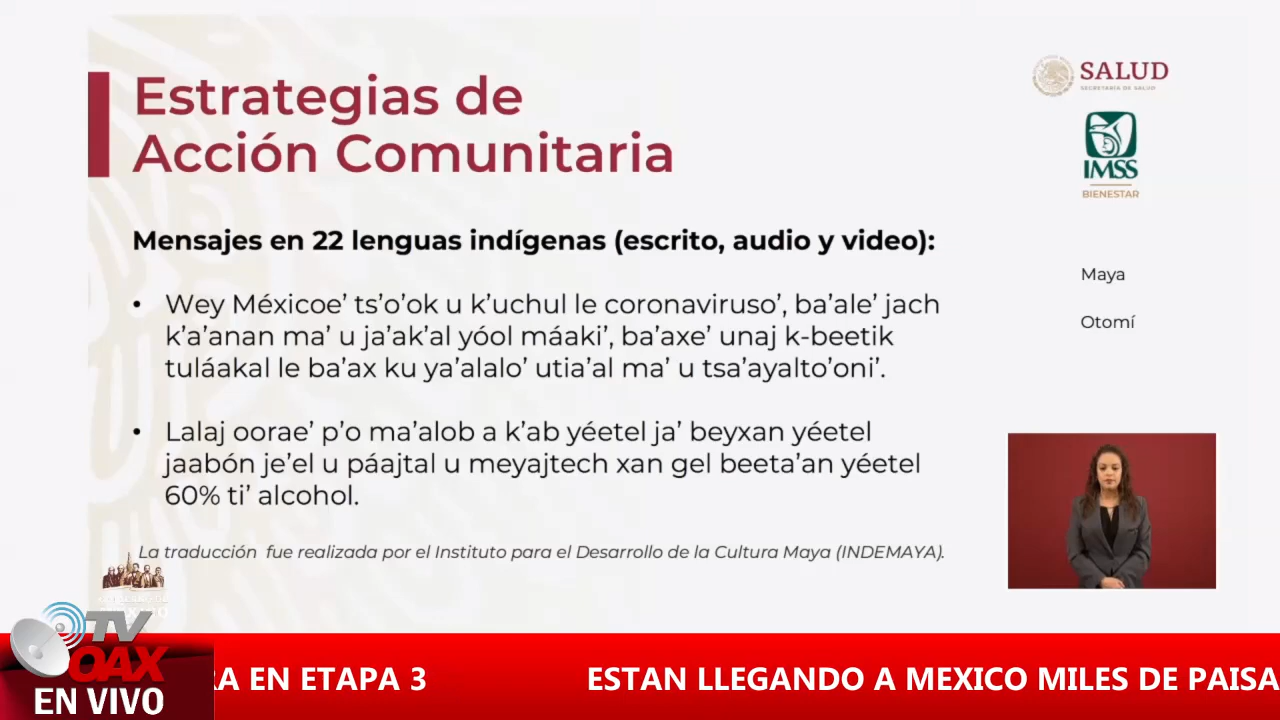 Estrategias de
Acción Comunitaria
SALUD
SECRETARÍA DE SALUD
IMSS
BIENESTAR
Mensajes en 22 lenguas indígenas (escrito, audio y video):
Maya
Otomí
• Wey Méxicoe’ ts’o’ok u k’uchul le coronaviruso’, ba’ale’ jach
k’a’anan ma’ u ja’ak’al yóol máaki’, ba’axe’ unaj k-beetik
tuláakal le ba’ax ku ya’alalo’ utia’al ma’ u tsa’ayalto’oni’.
• Lalaj oorae’ p’o ma’alob a k’ab yéetel ja’ beyxan yéetel
jaabón je’el u páajtal u meyajtech xan gel beeta’an yéetel
60% ti’ alcohol.
La traducción fue realizada por el Instituto para el Desarrollo de la Cultura Maya (INDEMAYA).
TV
OAX
EN VIVO
RA EN ETAPA 3 ESTAN LLEGANDO A MEXICO MILES DE PAISA